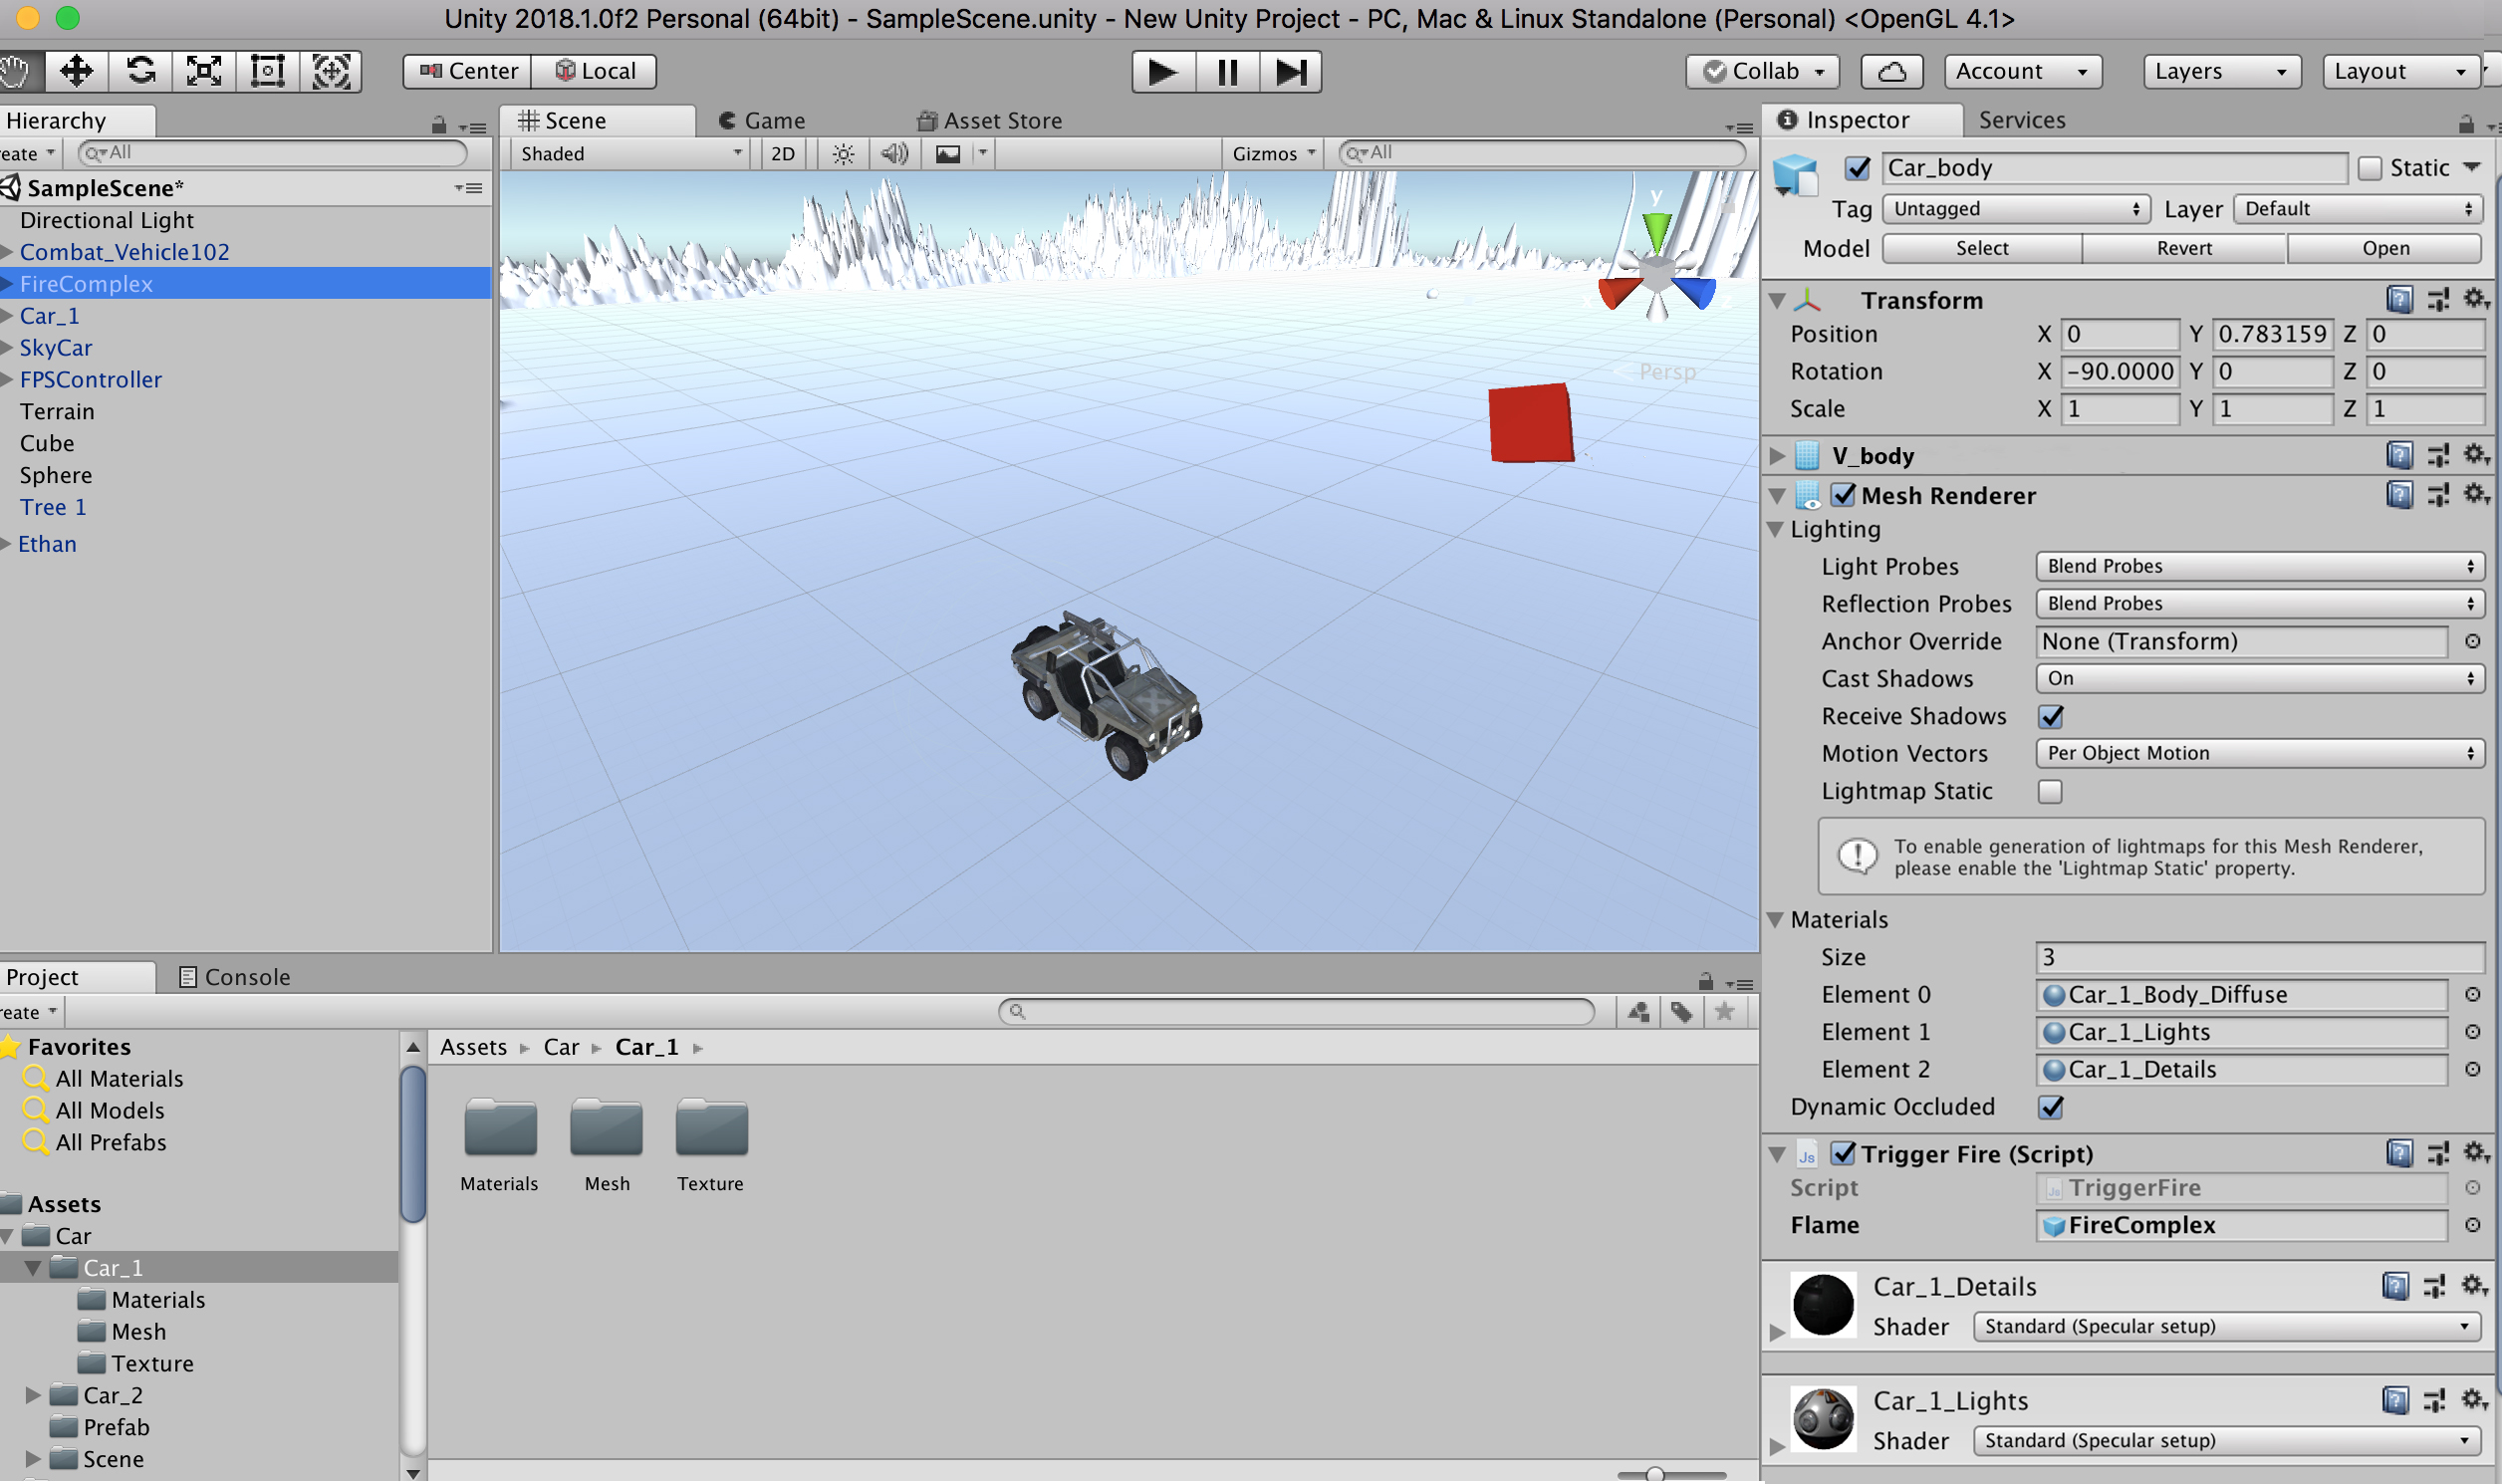 Unity 2018.1.0f2 Personal (64bit) - SampleScene.unity - New Unity Project - PC, Mac & Linux Standalone (Personal) <OpenGL 4.1>
Center Local Collab Account Layers Layout
Hierarchy
reate All
SampleScene*
Directional Light
Combat_Vehicle102
FireComplex
Car_1
SkyCar
FPSController
Terrain
Cube
Sphere
Tree 1
Ethan
Scene Game Asset Store
Shaded 2D Gizmos All
y
Persp
Inspector Services
Car_body Static
Tag Untagged Layer Default
Model Select Revert Open
Transform
Position X 0 Y 0.783159 Z 0
Rotation X -90.0000 Y 0 Z 0
Scale X 1 Y 1 Z 1
V_body
Mesh Renderer
Lighting
Light Probes Blend Probes
Reflection Probes Blend Probes
Anchor Override None (Transform)
Cast Shadows On
Receive Shadows
Motion Vectors Per Object Motion
Lightmap Static
To enable generation of lightmaps for this Mesh Renderer,
please enable the 'Lightmap Static' property.
Materials
Size 3
Element 0 Car_1_Body_Diffuse
Element 1 Car_1_Lights
Element 2 Car_1_Details
Dynamic Occluded
Js Trigger Fire (Script)
Script TriggerFire
Flame FireComplex
Car_1_Details
Shader Standard (Specular setup)
Car_1_Lights
Shader Standard (Specular setup)
Project Console
reate
Favorites
All Materials
All Models
All Prefabs
Assets
Car
Car_1
Materials
Mesh
Texture
Car_2
Prefab
Scene
Assets Car Car_1
Materials Mesh Texture